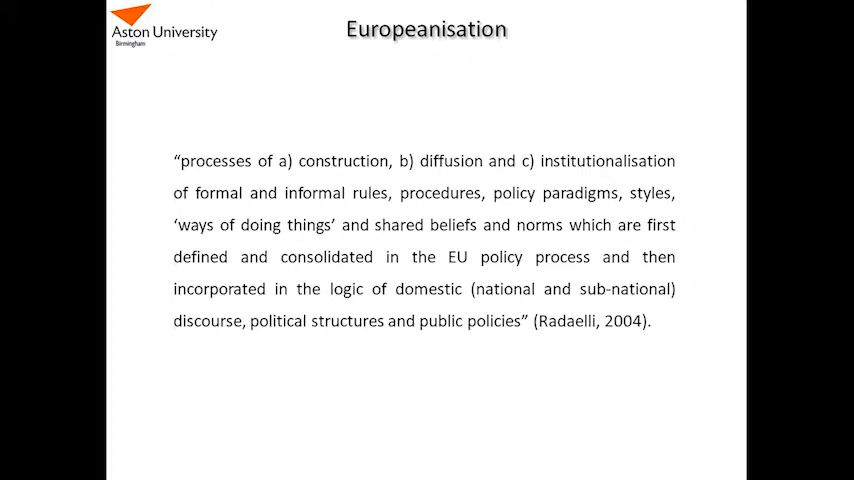 Aston University
Birmingham
Europeanisation
“processes of a) construction, b) diffusion and c) institutionalisation
of formal and informal rules, procedures, policy paradigms, styles,
‘ways of doing things’ and shared beliefs and norms which are first
defined and consolidated in the EU policy process and then
incorporated in the logic of domestic (national and sub-national)
discourse, political structures and public policies” (Radaelli, 2004).